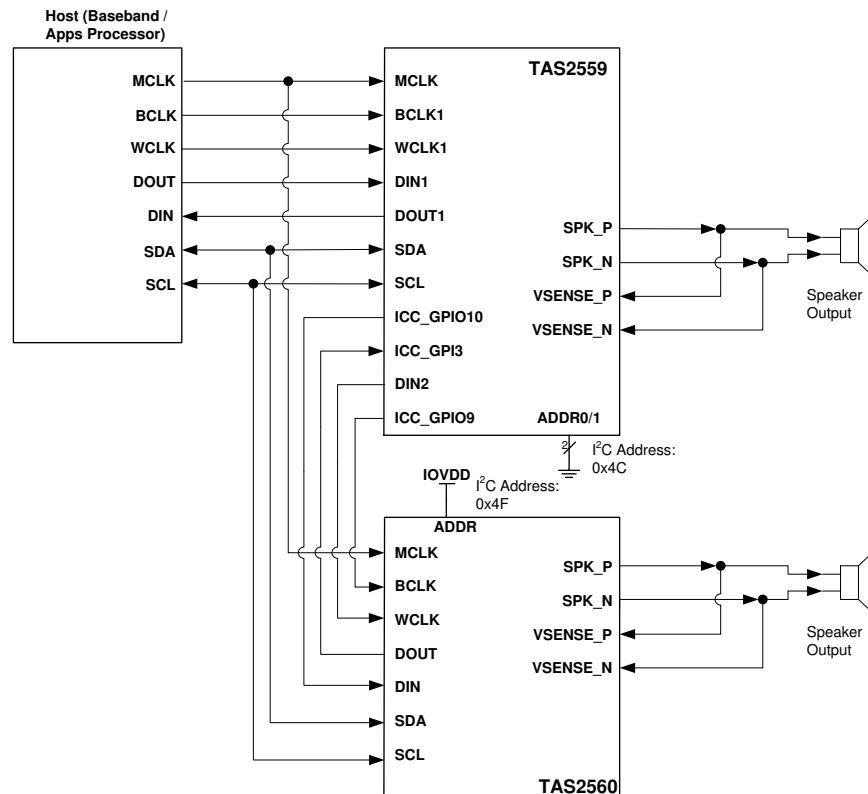 Host (Baseband /
Apps Processor)
MCLK
BCLK
WCLK
DOUT
DIN
SDA
SCL
TAS2559
MCLK
BCLK1
WCLK1
DIN1
DOUT1
SDA
SCL
ICC_GPIO10
ICC_GPI3
DIN2
ICC_GPIO9
SPK_P
SPK_N
VSENSE_P
VSENSE_N
ADDR0/1
Speaker
Output
2
I²C Address:
0x4C
IOVDD
I²C Address:
0x4F
ADDR
MCLK
BCLK
WCLK
DOUT
DIN
SDA
SCL
SPK_P
SPK_N
VSENSE_P
VSENSE_N
Speaker
Output
TAS2560